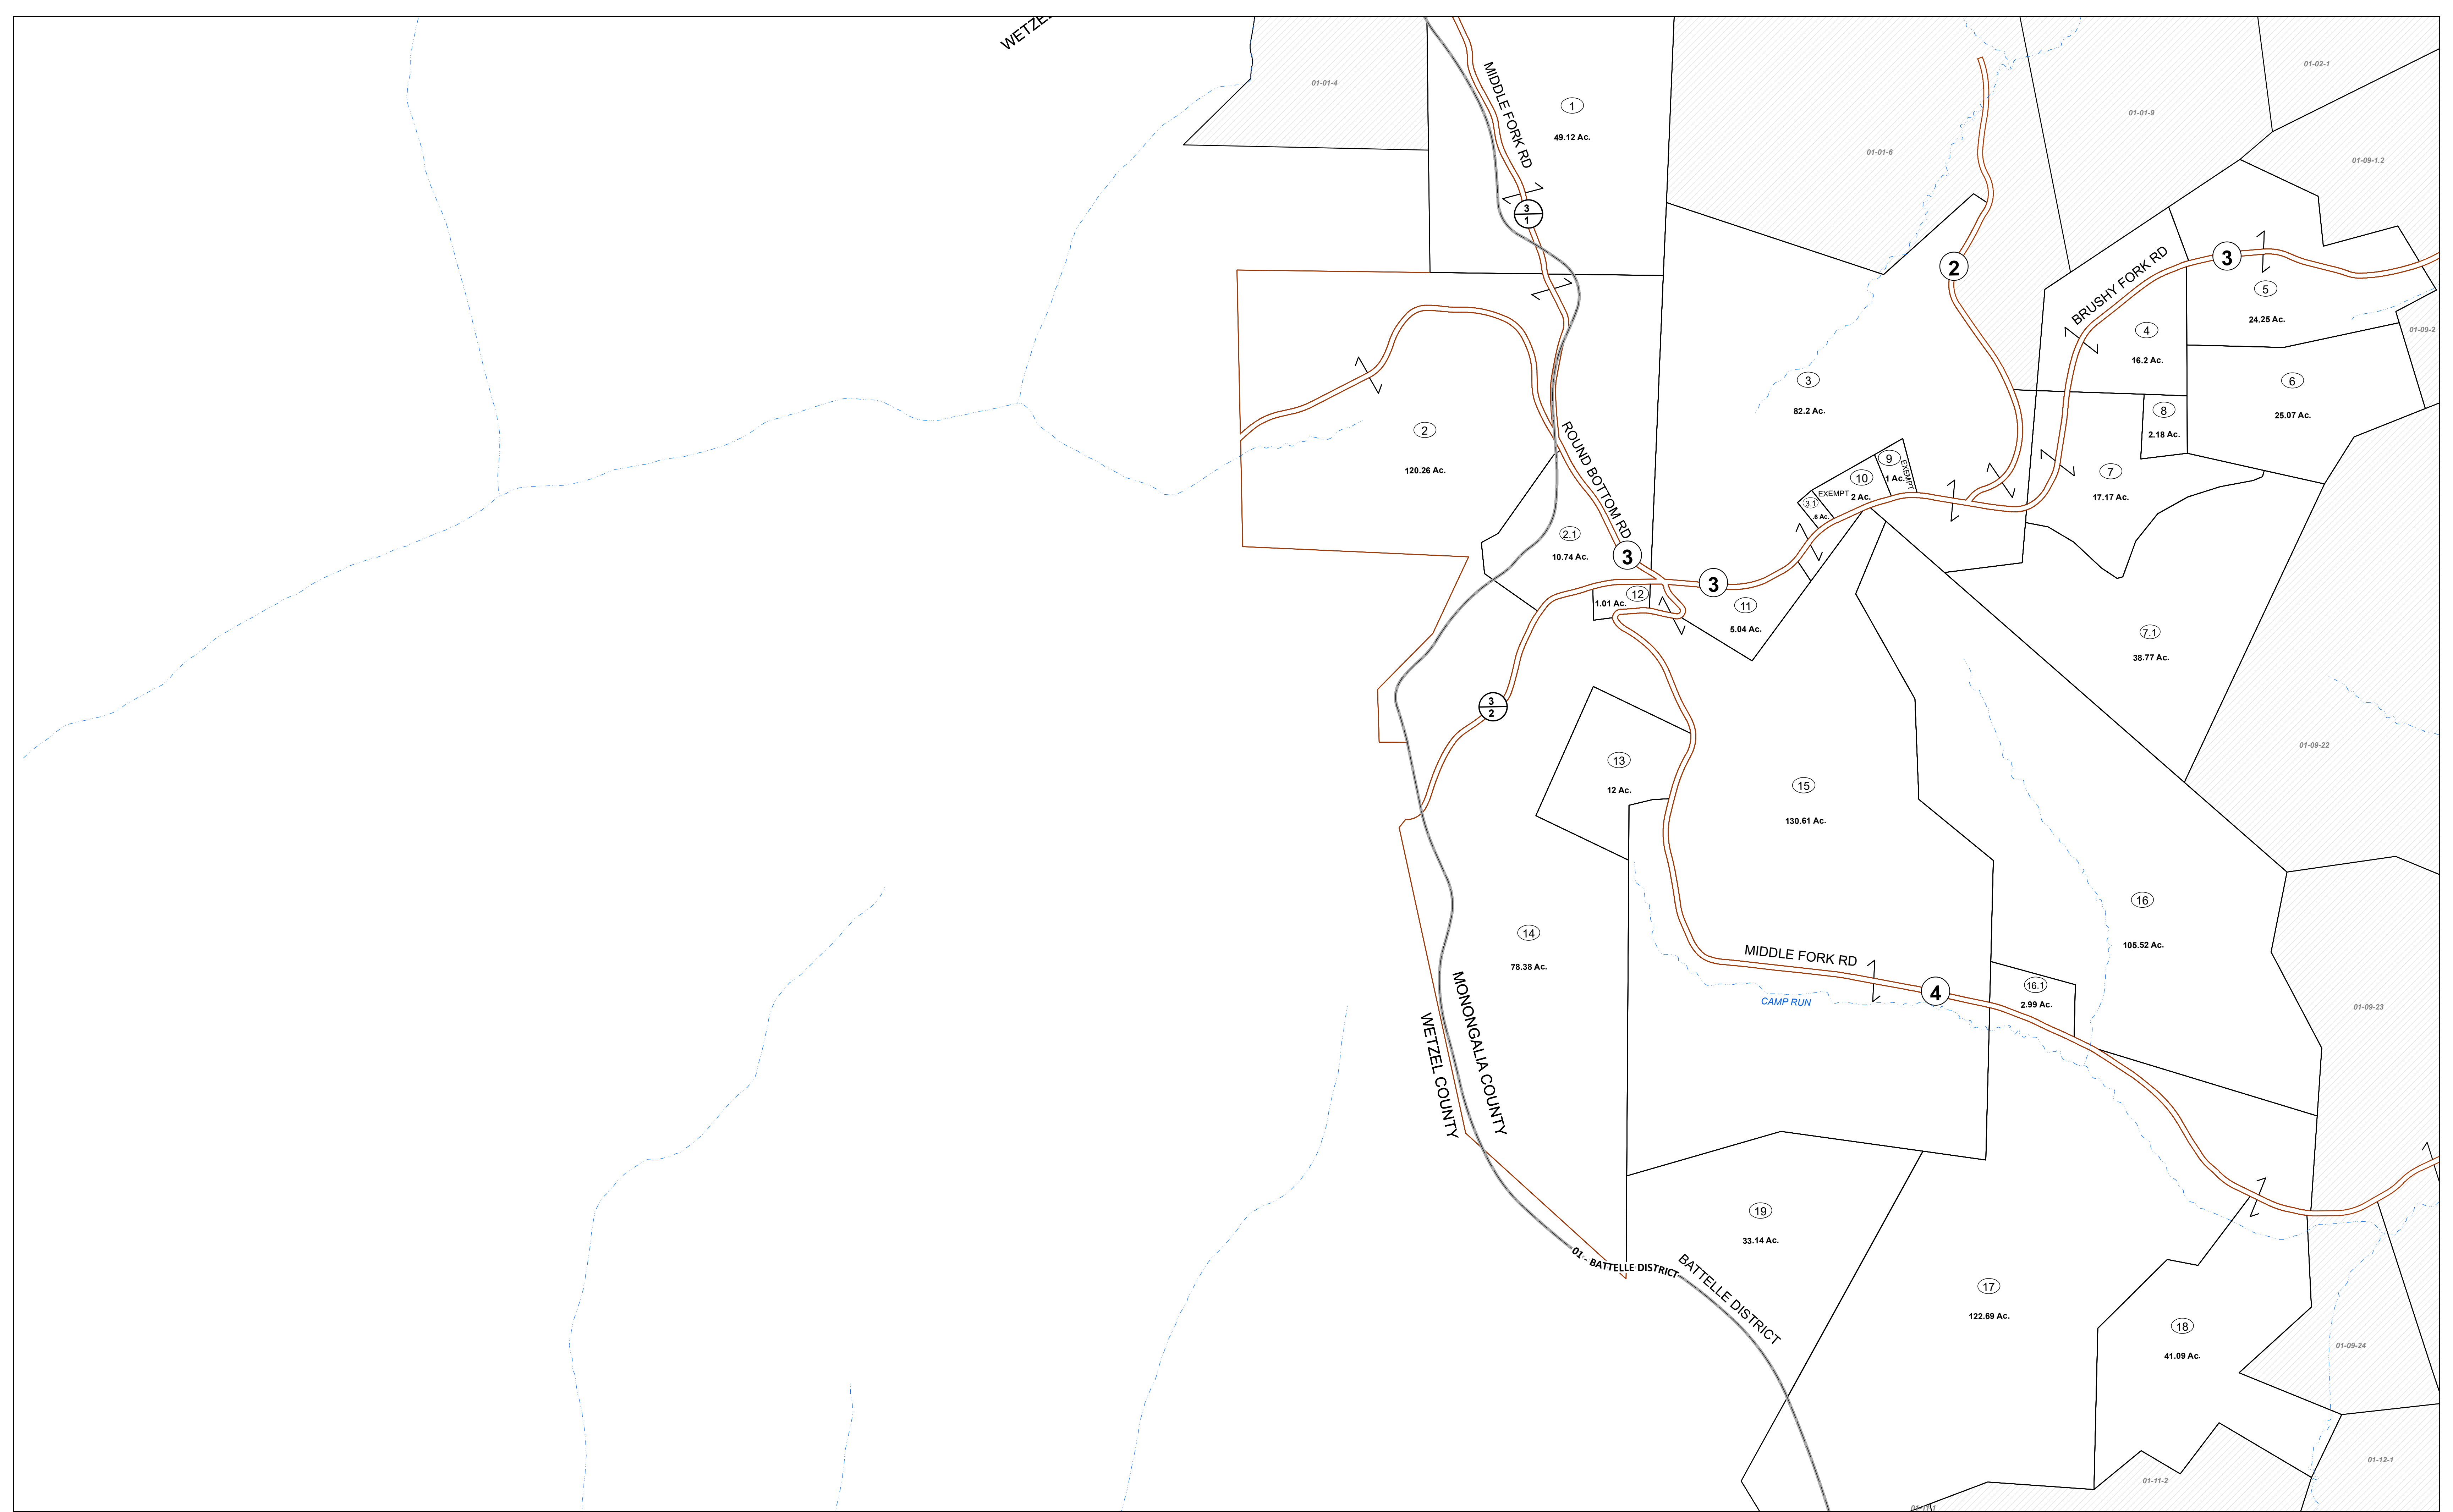 WETZEL
01-01-4
MIDDLE FORK RD
1
49.12 Ac.
3
1
01-01-6
01-01-9
01-02-1
01-09-1.2
2
BRUSHY FORK RD
3
5
24.25 Ac.
4
16.2 Ac.
01-09-2
6
25.07 Ac.
3
82.2 Ac.
8
2.18 Ac.
2
120.26 Ac.
ROUND BOTTOM RD
7
17.17 Ac.
9
1 Ac.
EXEMPT
10
2 Ac.
EXEMPT
3.1
.6 Ac.
2.1
10.74 Ac.
3
3
12
1.01 Ac.
11
5.04 Ac.
7.1
38.77 Ac.
3
2
13
12 Ac.
15
130.61 Ac.
01-09-22
16
105.52 Ac.
14
78.38 Ac.
MIDDLE FORK RD
4
CAMP RUN
16.1
2.99 Ac.
01-09-23
MONONGALIA COUNTY
WETZEL COUNTY
19
33.14 Ac.
01 - BATTELLE DISTRICT
BATTELLE DISTRICT
17
122.69 Ac.
18
41.09 Ac.
01-09-24
01-11-2
01-12-1
01-11-1